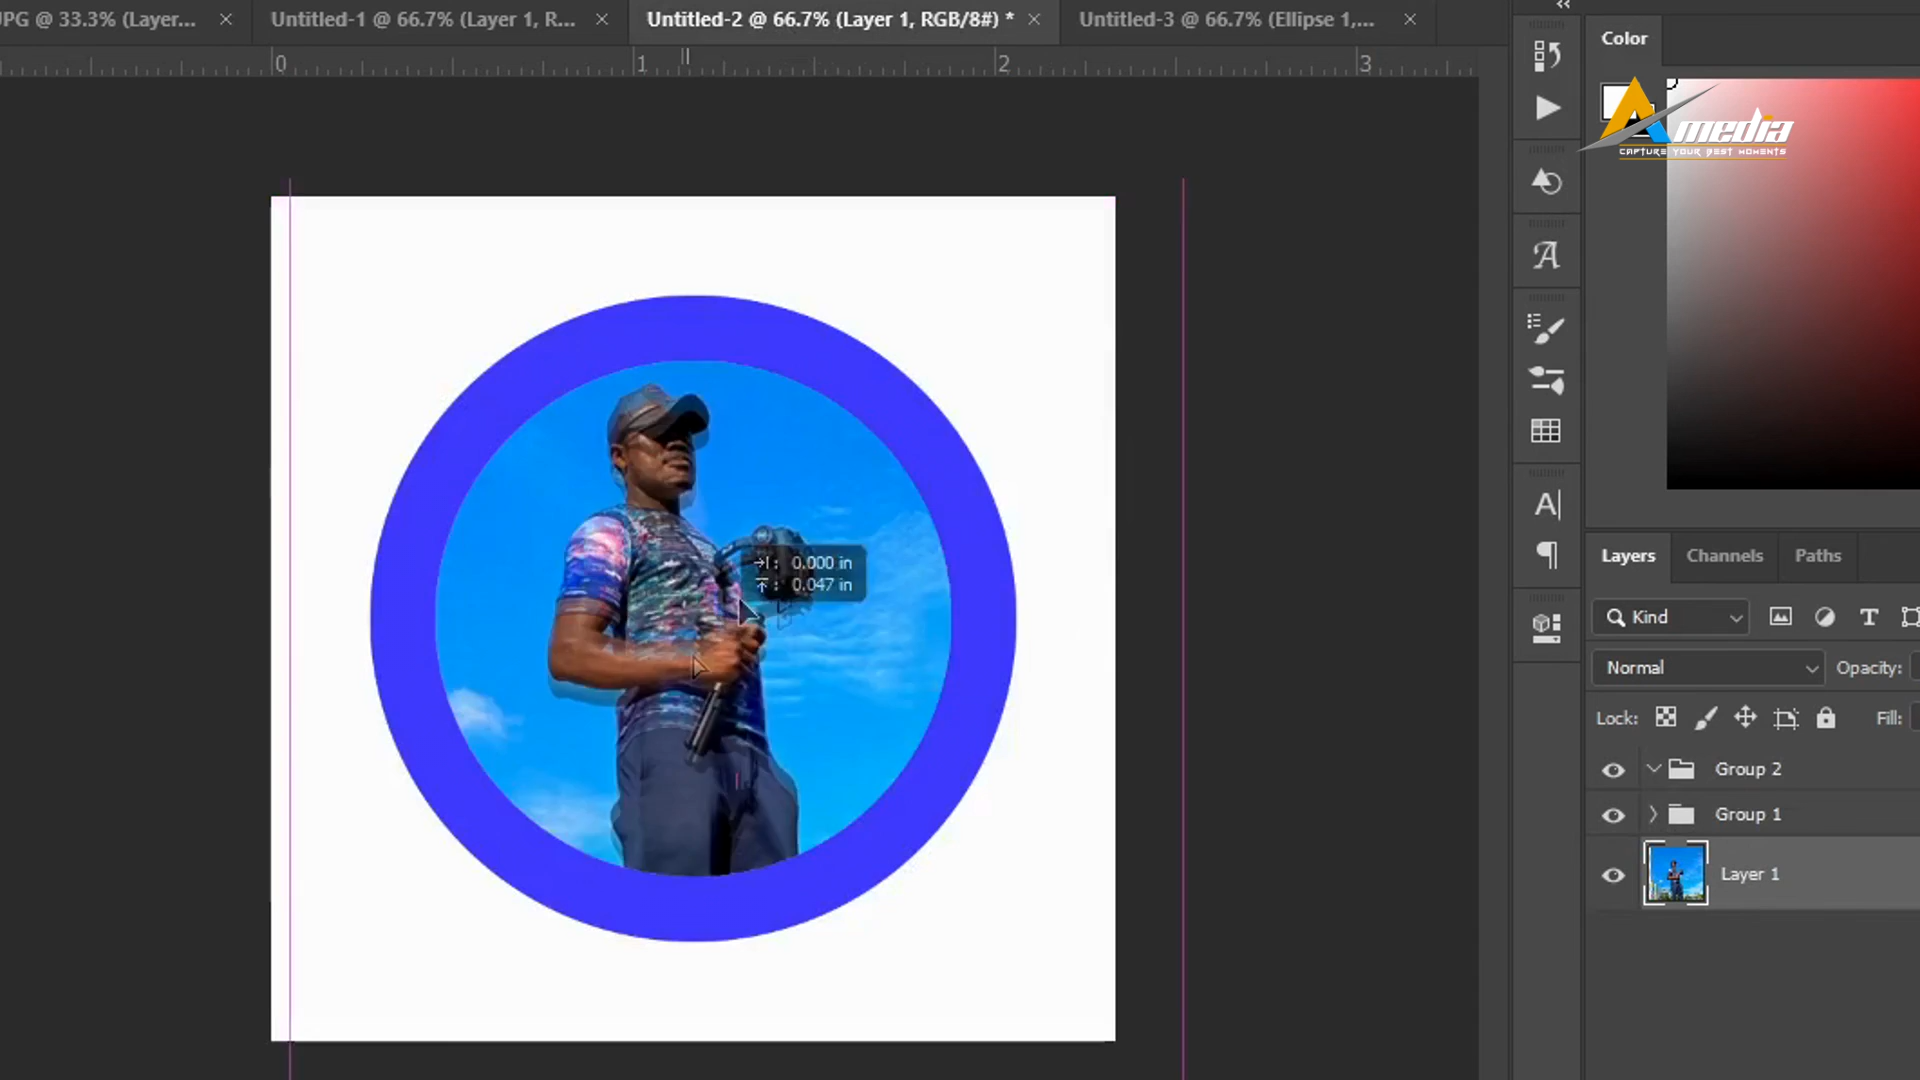 JPG @ 33.3% (Layer...
Untitled-1 @ 66.7% (Layer 1, R...
Untitled-2 @ 66.7% (Layer 1, RGB/8#) *
Untitled-3 @ 66.7% (Ellipse 1,...
0
1
2
3
Color
A media
CAPTURE YOUR BEST MOMENTS
0.000 in
0.047 in
Layers
Channels
Paths
Kind
Normal
Opacity:
Lock:
Fill:
Group 2
Group 1
Layer 1